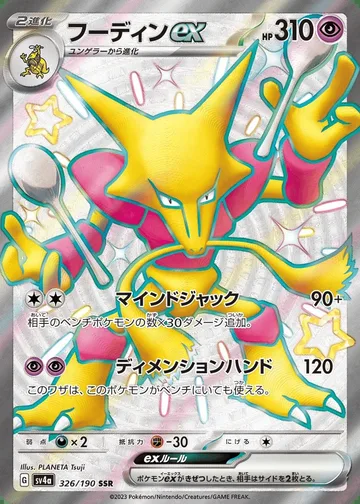 2進化
フーディンex
HP310
ユンゲラーから進化
マインドジャック 90+
相手のベンチポケモンの数×30ダメージ追加。
ディメンションハンド 120
このワザは、このポケモンがベンチにいても使える。
Illus. PLANETA Tsuji
弱点 ×2 抵抗力 -30 にげる
G sv4a 326/190 SSR
exルール
ポケモンexがきぜつしたとき、相手はサイドを2枚とる。
©2023 Pokémon/Nintendo/Creatures/GAME FREAK.